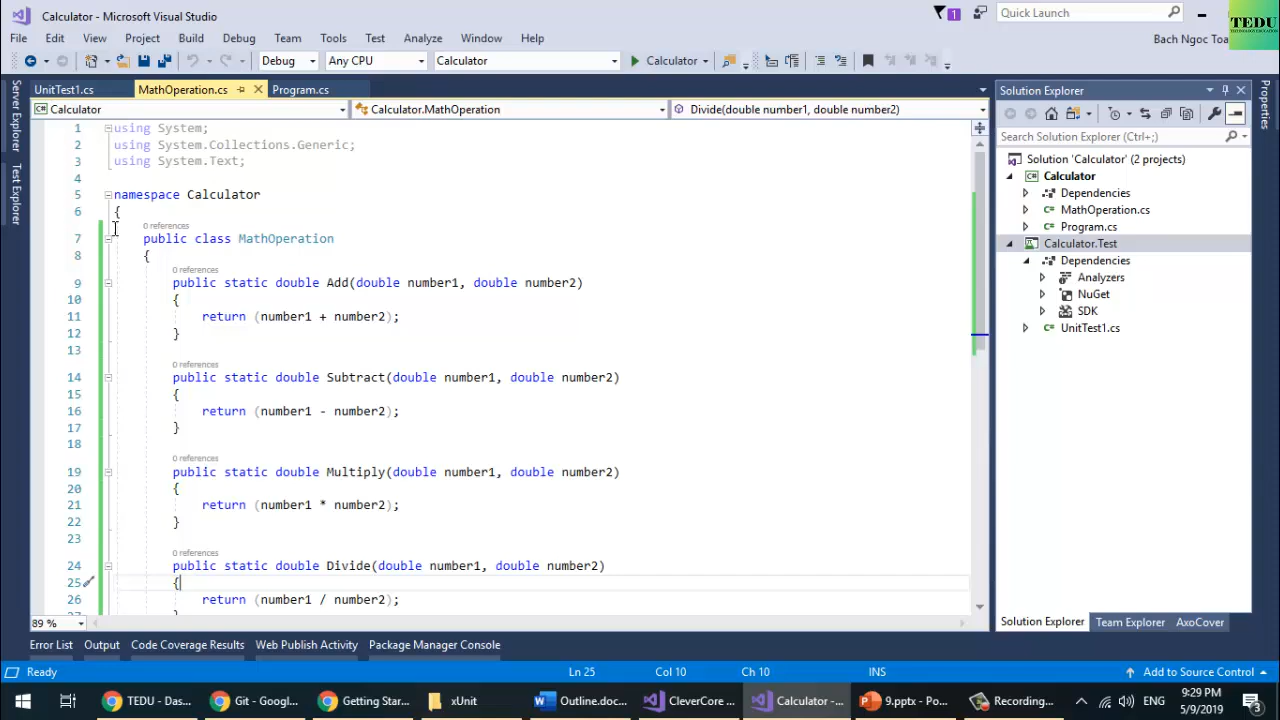 Calculator - Microsoft Visual Studio
1
Quick Launch
TEDU
File Edit View Project Build Debug Team Tools Test Analyze Window Help
Bach Ngoc Toa
Debug Any CPU Calculator Calculator
UnitTest1.cs MathOperation.cs Program.cs
Calculator Calculator.MathOperation Divide(double number1, double number2)
Server Explorer
Test Explorer
1 using System;
2 using System.Collections.Generic;
3 using System.Text;
4
5 namespace Calculator
6 {
0 references
7 public class MathOperation
8 {
0 references
9 public static double Add(double number1, double number2)
10 {
11 return (number1 + number2);
12 }
13
0 references
14 public static double Subtract(double number1, double number2)
15 {
16 return (number1 - number2);
17 }
18
0 references
19 public static double Multiply(double number1, double number2)
20 {
21 return (number1 * number2);
22 }
23
0 references
24 public static double Divide(double number1, double number2)
25 {
26 return (number1 / number2);
89 %
Solution Explorer
Search Solution Explorer (Ctrl+;)
Solution 'Calculator' (2 projects)
Calculator
Dependencies
MathOperation.cs
Program.cs
Calculator.Test
Dependencies
Analyzers
NuGet
SDK
UnitTest1.cs
Solution Explorer Team Explorer AxoCover
Properties
Error List Output Code Coverage Results Web Publish Activity Package Manager Console
Ready Ln 25 Col 10 Ch 10 INS Add to Source Control
TEDU - Das... Git - Googl... Getting Star... xUnit Outline.doc... CleverCore ... Calculator -... 9.pptx - Po... Recording... ENG
9:29 PM
5/9/2019
3